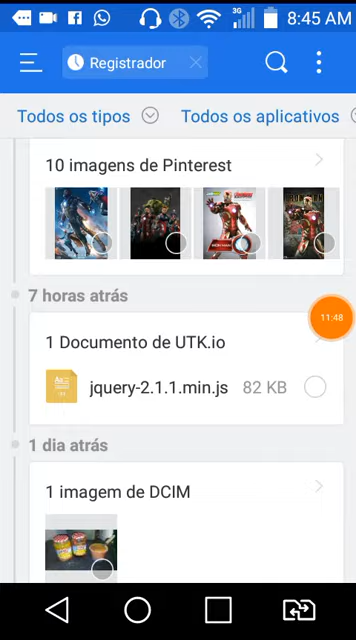 3G 8:45 AM
Registrador
Todos os tipos Todos os aplicativos
10 imagens de Pinterest
7 horas atrás
11:48
1 Documento de UTK.io
jquery-2.1.1.min.js 82 KB
1 dia atrás
1 imagem de DCIM